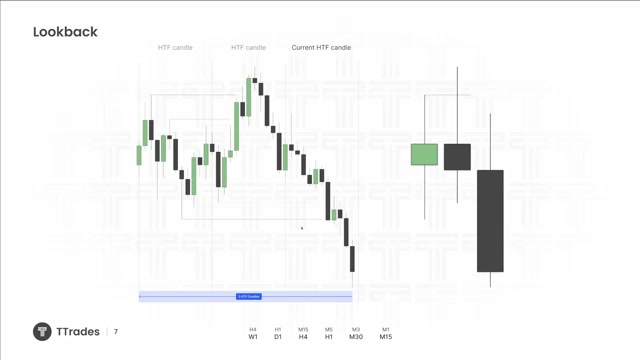 Lookback
HTF candle HTF candle Current HTF candle
3 HTF Candles
TTrades 7
H4 H1 M15 M5 M3 M1
W1 D1 H4 H1 M30 M15